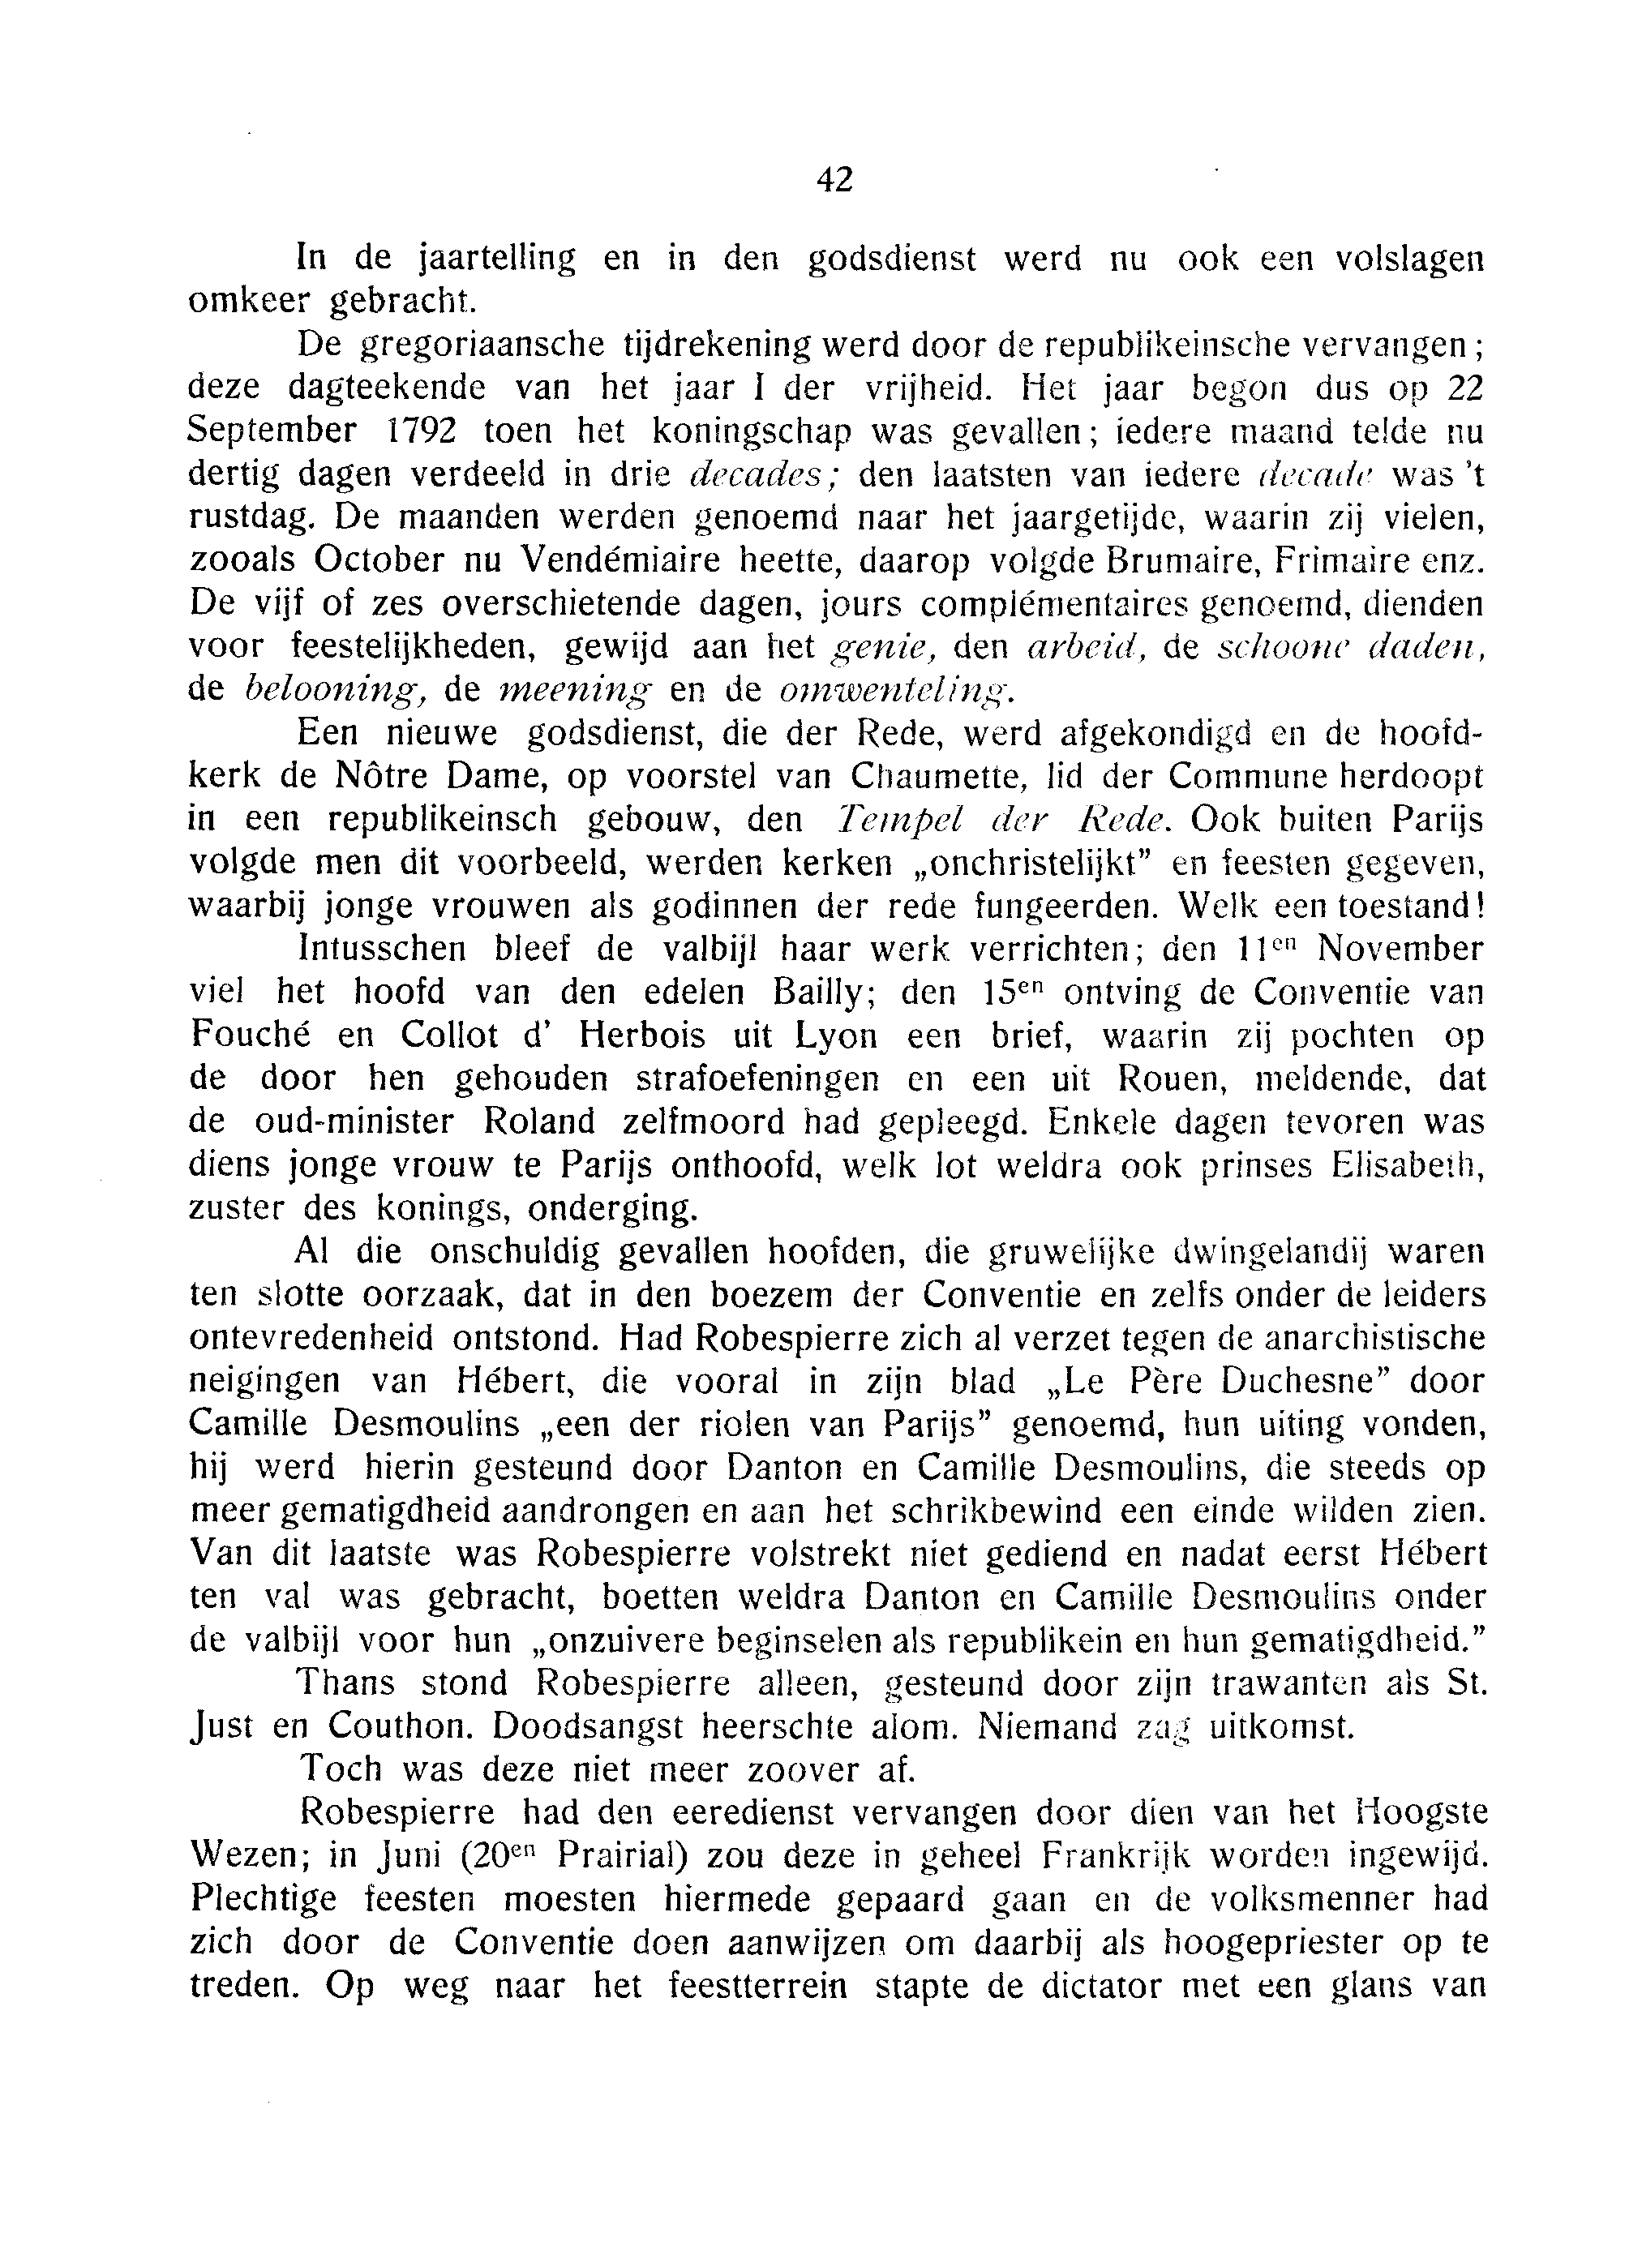 42
In de jaartelling en in den godsdienst werd nu ook een volslagen
omkeer gebracht.
De gregoriaansche tijdrekening werd door de republikeinsche vervangen;
deze dagteekende van het jaar I der vrijheid. Het jaar begon dus op 22
September 1792 toen het koningschap was gevallen; iedere maand telde nu
dertig dagen verdeeld in drie decades; den laatsten van iedere decade was 't
rustdag. De maanden werden genoemd naar het jaargetijde, waarin zij vielen,
zooals October nu Vendémiaire heette, daarop volgde Brumaire, Frimaire enz.
De vijf of zes overschietende dagen, jours complémentaires genoemd, dienden
voor feestelijkheden, gewijd aan het genie, den arbeid, de schoone daden,
de belooning, de meening en de omwenteling.
Een nieuwe godsdienst, die der Rede, werd afgekondigd en de hoofd-
kerk de Nôtre Dame, op voorstel van Chaumette, lid der Commune herdoopt
in een republikeinsch gebouw, den Tempel der Rede. Ook buiten Parijs
volgde men dit voorbeeld, werden kerken „onchristelijkt” en feesten gegeven,
waarbij jonge vrouwen als godinnen der rede fungeerden. Welk een toestand!
Intusschen bleef de valbijl haar werk verrichten; den 11en November
viel het hoofd van den edelen Bailly; den 15en ontving de Conventie van
Fouché en Collot d' Herbois uit Lyon een brief, waarin zij pochten op
de door hen gehouden strafoefeningen en een uit Rouen, meldende, dat
de oud-minister Roland zelfmoord had gepleegd. Enkele dagen tevoren was
diens jonge vrouw te Parijs onthoofd, welk lot weldra ook prinses Elisabeth,
zuster des konings, onderging.
Al die onschuldig gevallen hoofden, die gruwelijke dwingelandij waren
ten slotte oorzaak, dat in den boezem der Conventie en zelfs onder de leiders
ontevredenheid ontstond. Had Robespierre zich al verzet tegen de anarchistische
neigingen van Hébert, die vooral in zijn blad „Le Père Duchesne” door
Camille Desmoulins „een der riolen van Parijs” genoemd, hun uiting vonden,
hij werd hierin gesteund door Danton en Camille Desmoulins, die steeds op
meer gematigdheid aandrongen en aan het schrikbewind een einde wilden zien.
Van dit laatste was Robespierre volstrekt niet gediend en nadat eerst Hébert
ten val was gebracht, boetten weldra Danton en Camille Desmoulins onder
de valbijl voor hun „onzuivere beginselen als republikein en hun gematigdheid.”
Thans stond Robespierre alleen, gesteund door zijn trawanten als St.
Just en Couthon. Doodsangst heerschte alom. Niemand zag uitkomst.
Toch was deze niet meer zoover af.
Robespierre had den eeredienst vervangen door dien van het Hoogste
Wezen; in Juni (20en Prairial) zou deze in geheel Frankrijk worden ingewijd.
Plechtige feesten moesten hiermede gepaard gaan en de volksmenner had
zich door de Conventie doen aanwijzen om daarbij als hoogepriester op te
treden. Op weg naar het feestterrein stapte de dictator met een glans van